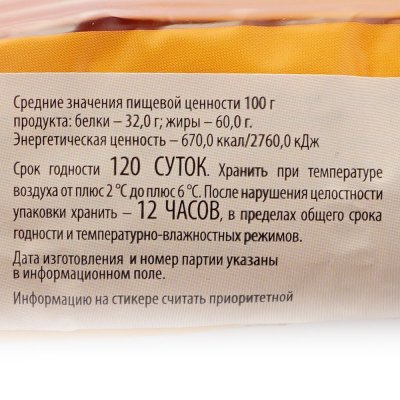 Средние значения пищевой ценности 100 г
продукта: белки – 32,0 г; жиры – 60,0 г.
Энергетическая ценность – 670,0 ккал/2760,0 кДж
Срок годности 120 СУТОК. Хранить при температуре
воздуха от плюс 2 °С до плюс 6 °С. После нарушения целостности
упаковки хранить – 12 ЧАСОВ, в пределах общего срока
годности и температурно-влажностных режимов.
Дата изготовления и номер партии указаны
в информационном поле.
Информацию на стикере считать приоритетной